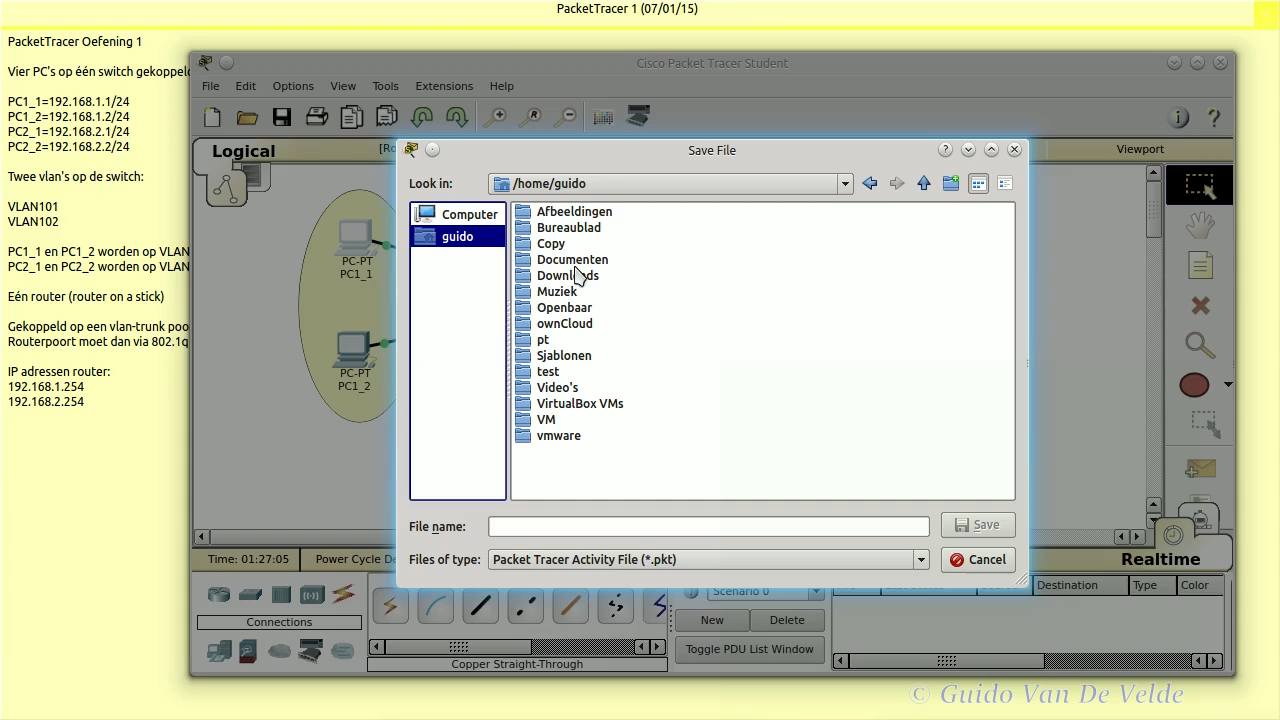 PacketTracer 1 (07/01/15)
PacketTracer Oefening 1
Vier PC's op één switch gekoppeld
PC1_1=192.168.1.1/24
PC1_2=192.168.1.2/24
PC2_1=192.168.2.1/24
PC2_2=192.168.2.2/24
Twee vlan's op de switch:
VLAN101
VLAN102
PC1_1 en PC1_2 worden op VLAN
PC2_1 en PC2_2 worden op VLAN
Eén router (router on a stick)
Gekoppeld op een vlan-trunk poo
Routerpoort moet dan via 802.1q
IP adressen router:
192.168.1.254
192.168.2.254
Cisco Packet Tracer Student
File Edit Options View Tools Extensions Help
Logical
[Ro
Viewport
PC-PT
PC1_1
PC-PT
PC1_2
Save File
Look in:
/home/guido
Computer
guido
Afbeeldingen
Bureaublad
Copy
Documenten
Downloads
Muziek
Openbaar
ownCloud
pt
Sjablonen
test
Video's
VirtualBox VMs
VM
vmware
File name:
Save
Files of type:
Packet Tracer Activity File (*.pkt)
Cancel
Time: 01:27:05
Power Cycle De
Realtime
Connections
Copper Straight-Through
Scenario 0
New
Delete
Toggle PDU List Window
Destination
Type
Color
© Guido Van De Velde